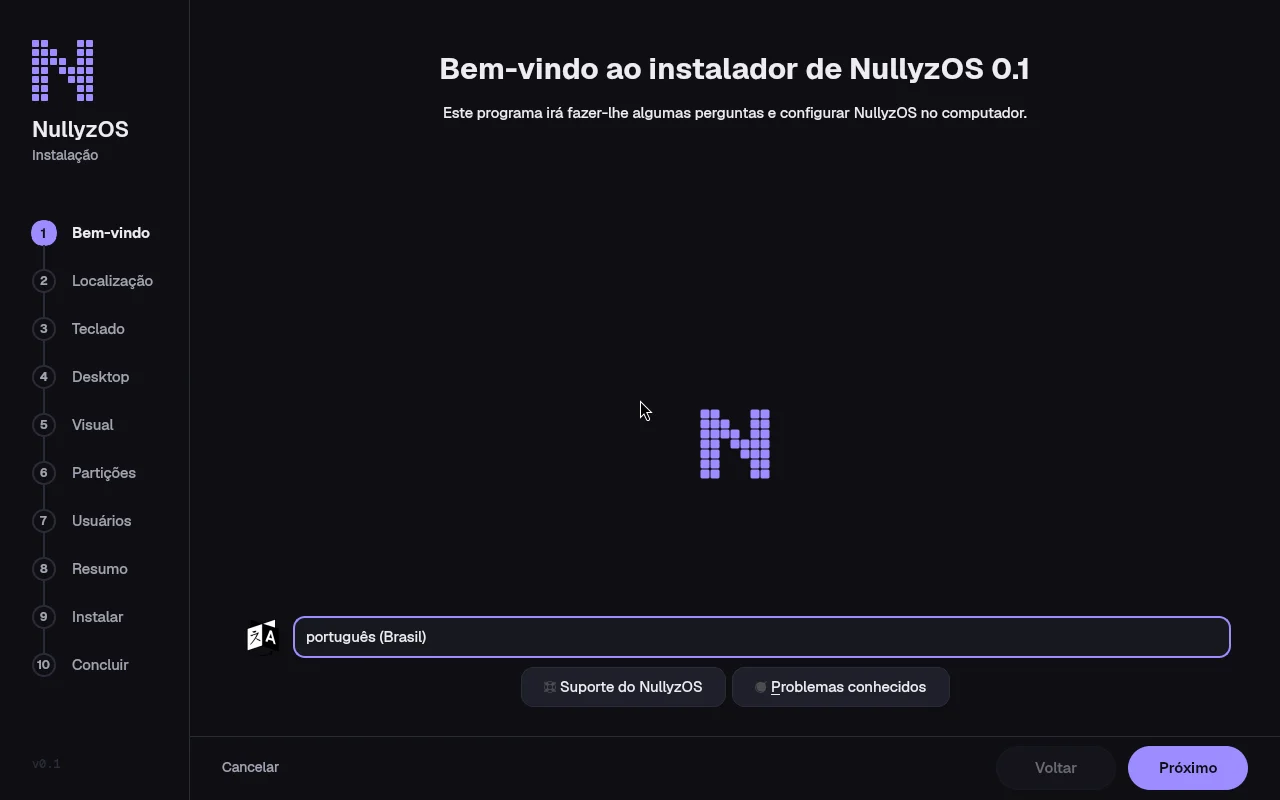 NullyzOS
Instalação
1 Bem-vindo
2 Localização
3 Teclado
4 Desktop
5 Visual
6 Partições
7 Usuários
8 Resumo
9 Instalar
10 Concluir
v0.1
Bem-vindo ao instalador de NullyzOS 0.1
Este programa irá fazer-lhe algumas perguntas e configurar NullyzOS no computador.
português (Brasil)
Suporte do NullyzOS
Problemas conhecidos
Cancelar
Voltar
Próximo